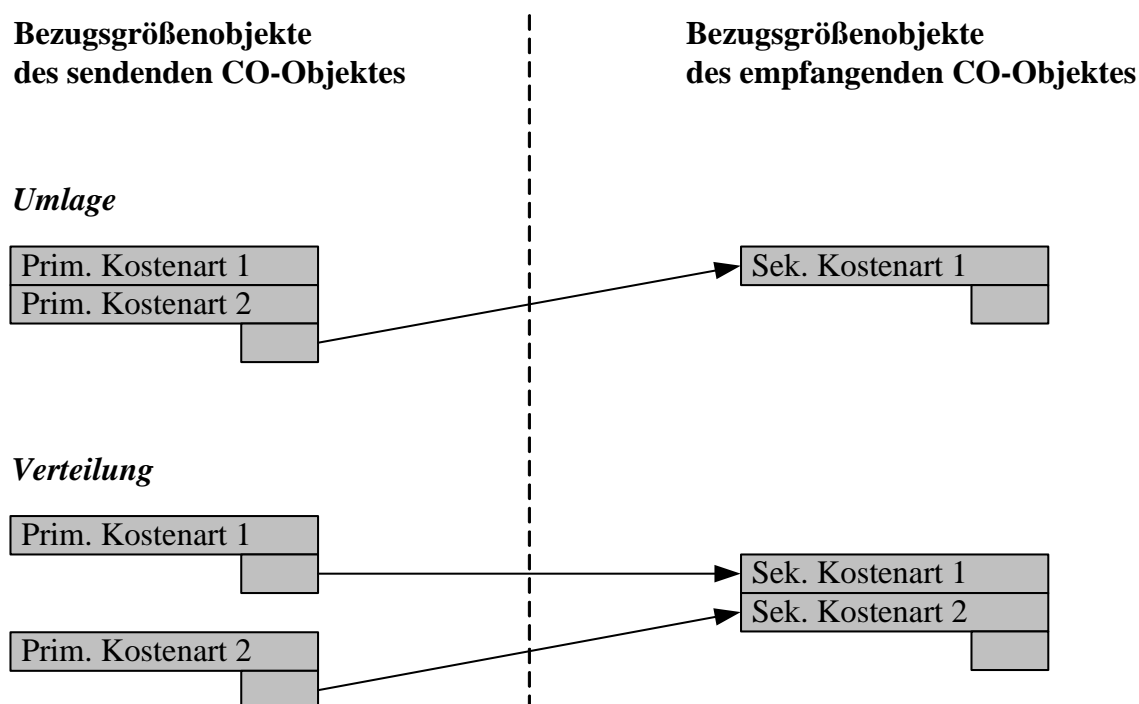 Bezugsgrößenobjekte
des sendenden CO-Objektes
Bezugsgrößenobjekte
des empfangenden CO-Objektes
Umlage
Prim. Kostenart 1
Prim. Kostenart 2
Sek. Kostenart 1
Verteilung
Prim. Kostenart 1
Prim. Kostenart 2
Sek. Kostenart 1
Sek. Kostenart 2